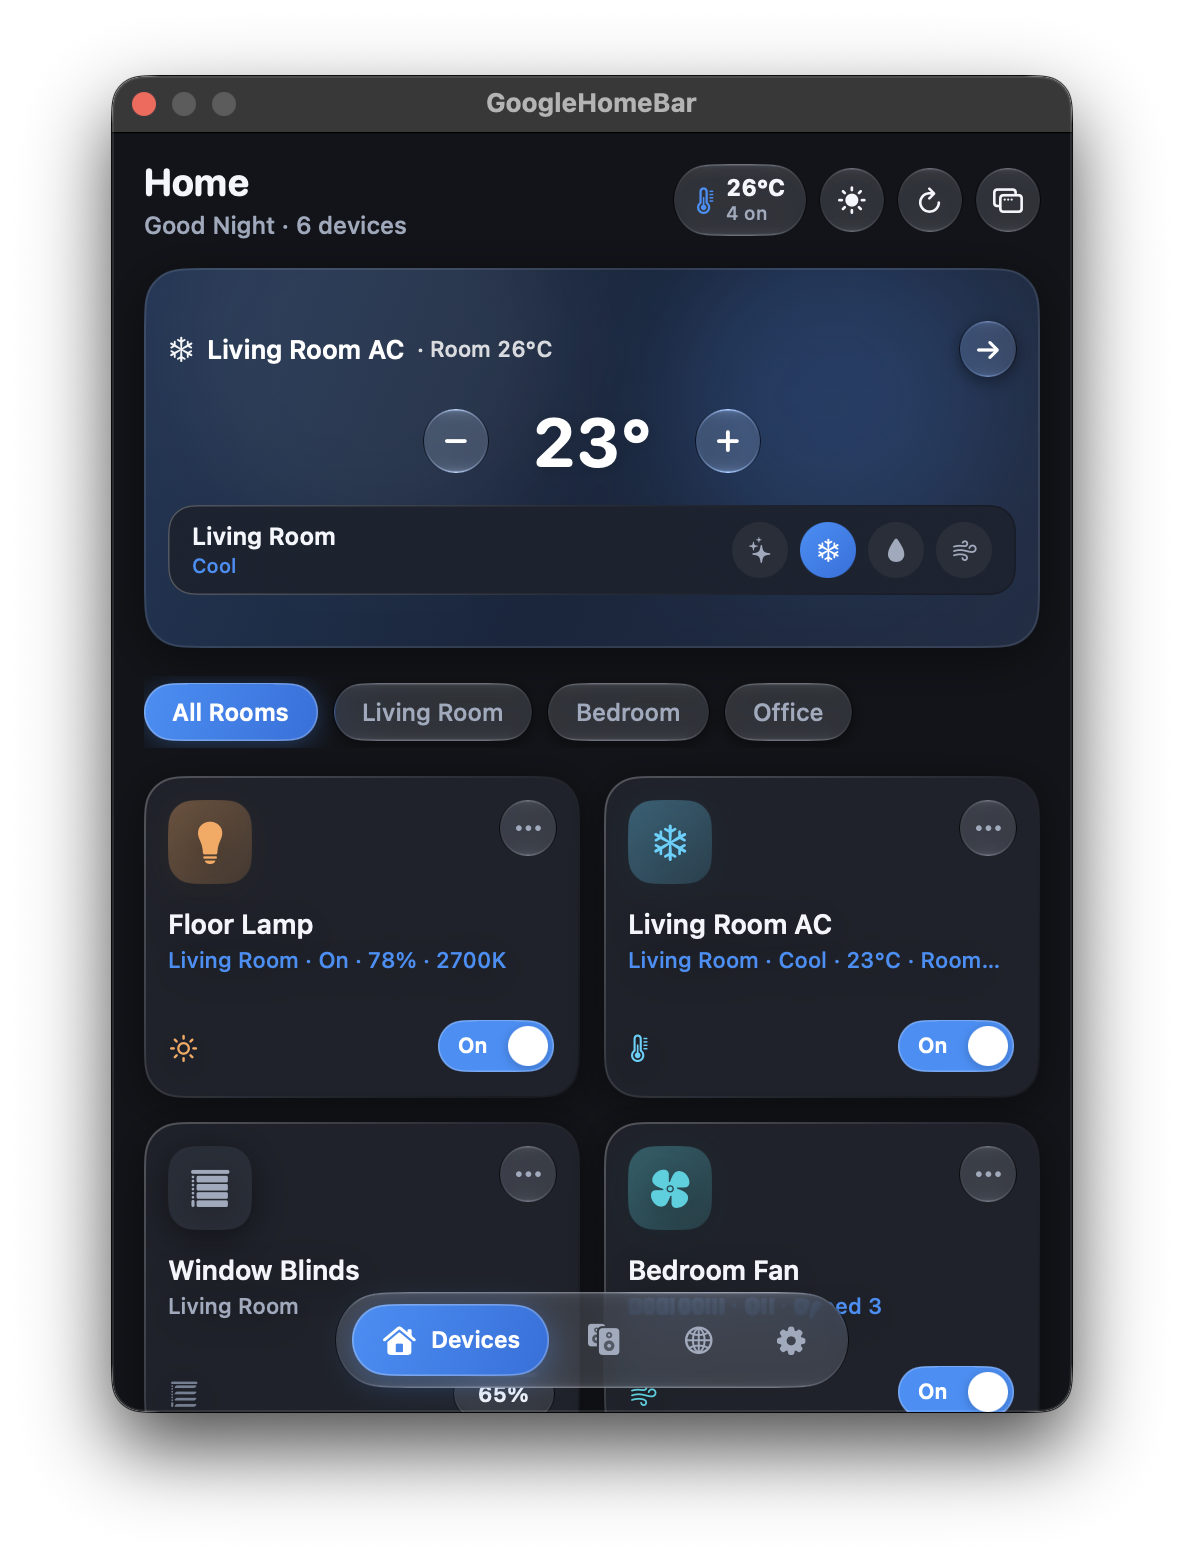 GoogleHomeBar
Home
Good Night · 6 devices
26°C
4 on
Living Room AC · Room 26°C
23°
Living Room
Cool
All Rooms
Living Room
Bedroom
Office
Floor Lamp
Living Room · On · 78% · 2700K
On
Living Room AC
Living Room · Cool · 23°C · Room...
On
Window Blinds
Living Room
65%
Bedroom Fan
ed 3
On
Devices